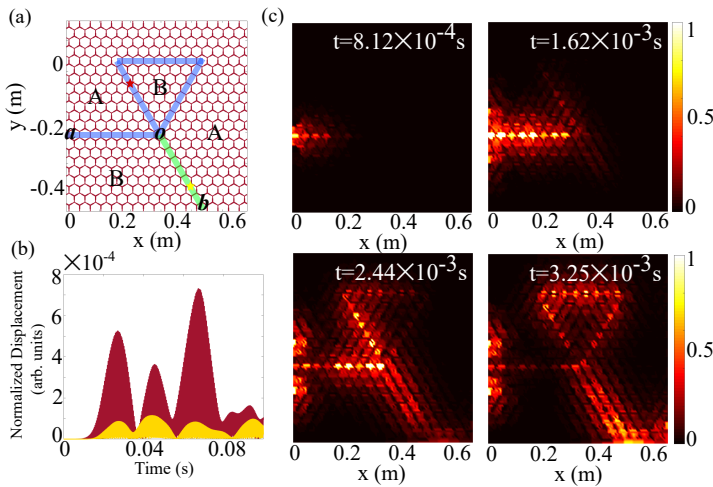 (a)
0
-0.2
-0.4
y (m)
A
B
A
B
a
o
b
0 0.2 0.4 0.6
x (m)
(b)
×10⁻⁴
8
6
4
2
0
Normalized Displacement
(arb. units)
0 0.04 0.08
Time (s)
(c)
t=8.12×10⁻⁴s
0 0.2 0.4 0.6
x (m)
t=1.62×10⁻³s
0 0.2 0.4 0.6
x (m)
1
0.5
0
t=2.44×10⁻³s
0 0.2 0.4 0.6
x (m)
t=3.25×10⁻³s
0 0.2 0.4 0.6
x (m)
1
0.5
0